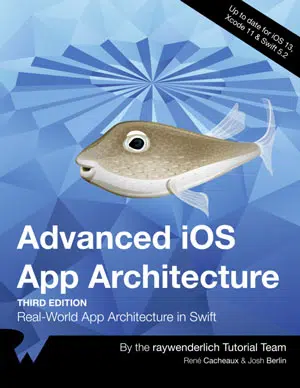 Up to date for iOS 13,
Xcode 11 & Swift 5.2
Advanced iOS
App Architecture
THIRD EDITION
Real-World App Architecture in Swift
By the raywenderlich Tutorial Team
René Cacheaux & Josh Berlin